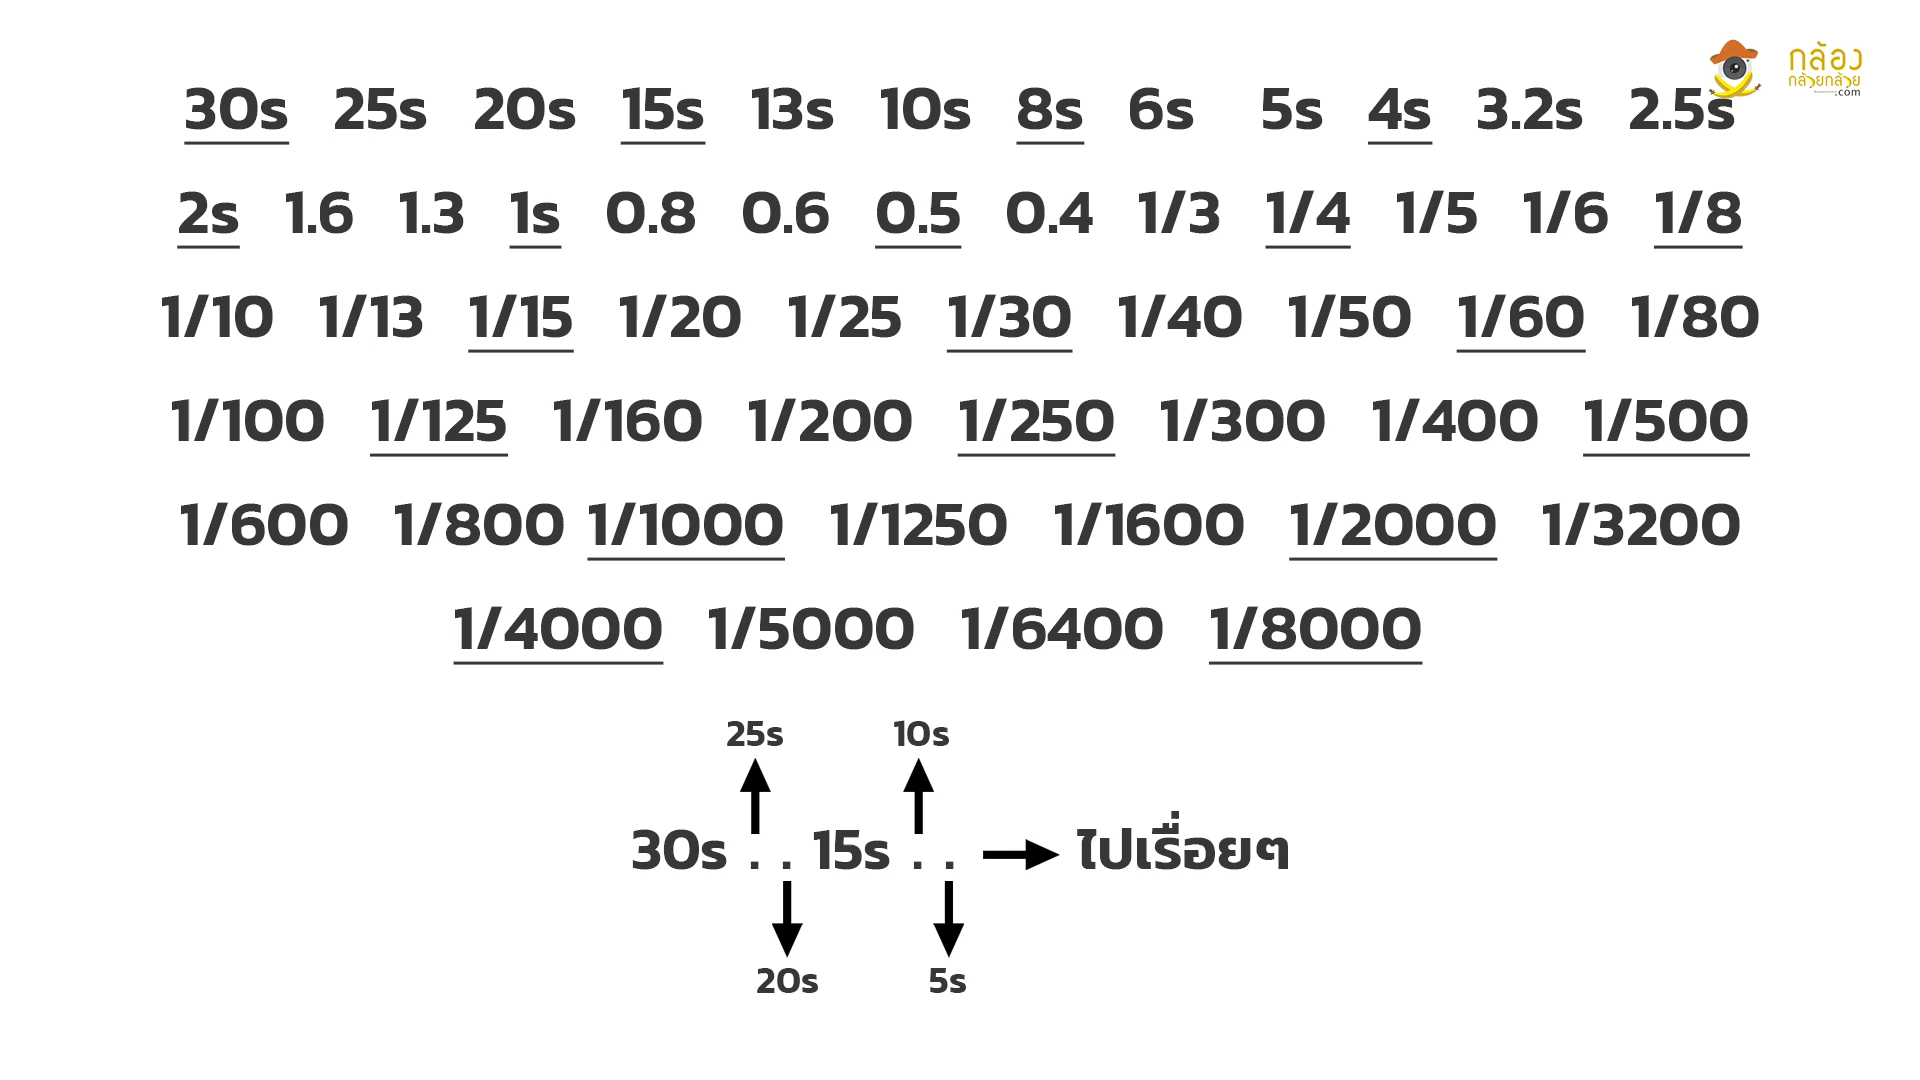 กล้อง
กล้วยกล้วย
.com
30s 25s 20s 15s 13s 10s 8s 6s 5s 4s 3.2s 2.5s
2s 1.6 1.3 1s 0.8 0.6 0.5 0.4 1/3 1/4 1/5 1/6 1/8
1/10 1/13 1/15 1/20 1/25 1/30 1/40 1/50 1/60 1/80
1/100 1/125 1/160 1/200 1/250 1/300 1/400 1/500
1/600 1/800 1/1000 1/1250 1/1600 1/2000 1/3200
1/4000 1/5000 1/6400 1/8000
25s 10s
30s . . 15s . . ไปเรื่อยๆ
20s 5s